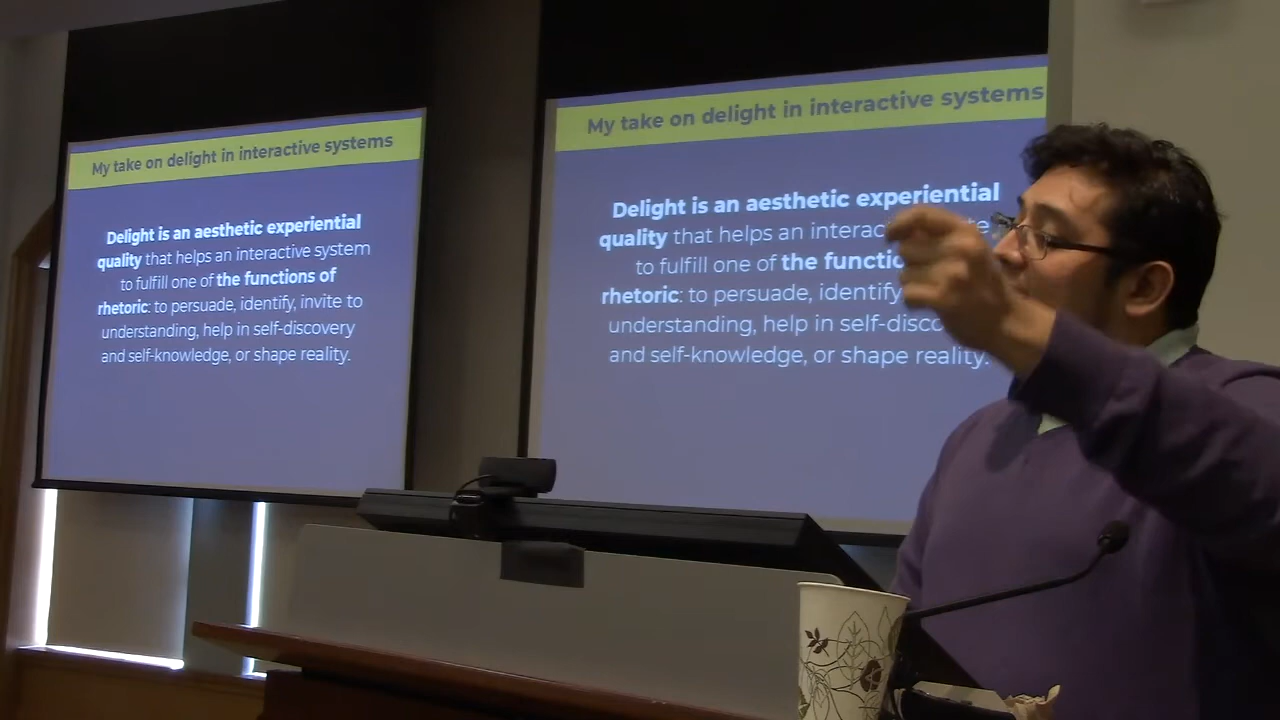 My take on delight in interactive systems
Delight is an aesthetic experiential
quality that helps an interactive system
to fulfill one of the functions of
rhetoric: to persuade, identify, invite to
understanding, help in self-discovery
and self-knowledge, or shape reality.
My take on delight in interactive systems
Delight is an aesthetic experiential
quality that helps an interac
to fulfill one of the functio
rhetoric: to persuade, identify
understanding, help in self-disco
and self-knowledge, or shape reality.